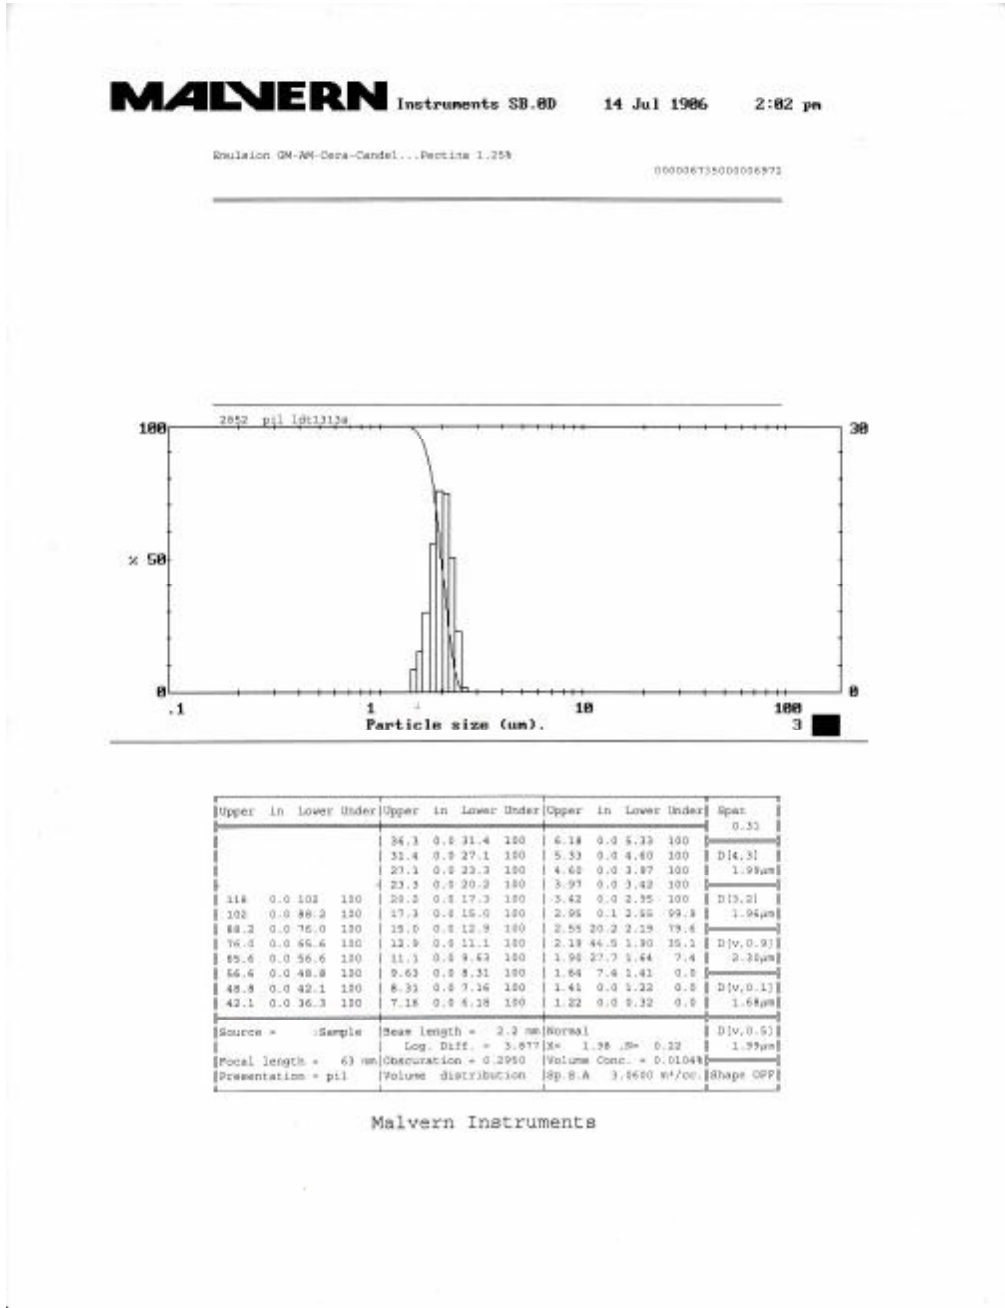 MALVERN Instruments SB.0D 14 Jul 1906 2:02 pm
Emulsion GM-AM-Cera-Candel...Pectina 1.25%
2052 pil ldt1313a
100 30
% 50
0 0
.1 1 10 100
Particle size (um).
3
Upper in Lower Under Upper in Lower Under Upper in Lower Under Span
36.3 0.0 31.4 100 6.18 0.0 5.33 100
31.4 0.0 27.1 100 5.33 0.0 4.60 100 D[4,3]
27.1 0.0 23.3 100 4.60 0.0 3.97 100 1.99µm
23.3 0.0 20.2 100 3.97 0.0 3.42 100
118 0.0 102 100 20.2 0.0 17.3 100 3.42 0.0 2.95 100 D[3,2]
102 0.0 88.2 100 17.3 0.0 15.0 100 2.95 0.1 2.55 99.9 1.96µm
88.2 0.0 76.0 100 15.0 0.0 12.9 100 2.55 20.2 2.19 79.6
76.0 0.0 65.6 100 12.9 0.0 11.1 100 2.19 44.5 1.90 35.1 D[v,0.9]
65.6 0.0 56.6 100 11.1 0.0 9.63 100 1.90 27.7 1.64 7.4 2.30µm
56.6 0.0 48.8 100 9.63 0.0 8.31 100 1.64 7.4 1.41 0.0
48.8 0.0 42.1 100 8.31 0.0 7.16 100 1.41 0.0 1.22 0.0 D[v,0.1]
42.1 0.0 36.3 100 7.16 0.0 6.18 100 1.22 0.0 0.32 0.0 1.68µm
Source = :Sample Beam length = 2.2 mm Normal D[v,0.5]
Log. Diff. = 3.877 X= 1.98 ,N= 0.22 1.99µm
Focal length = 63 mm Obscuration = 0.2950 Volume Conc. = 0.0104%
Presentation = pil Volume distribution Sp.S.A Shape OFF
Malvern Instruments